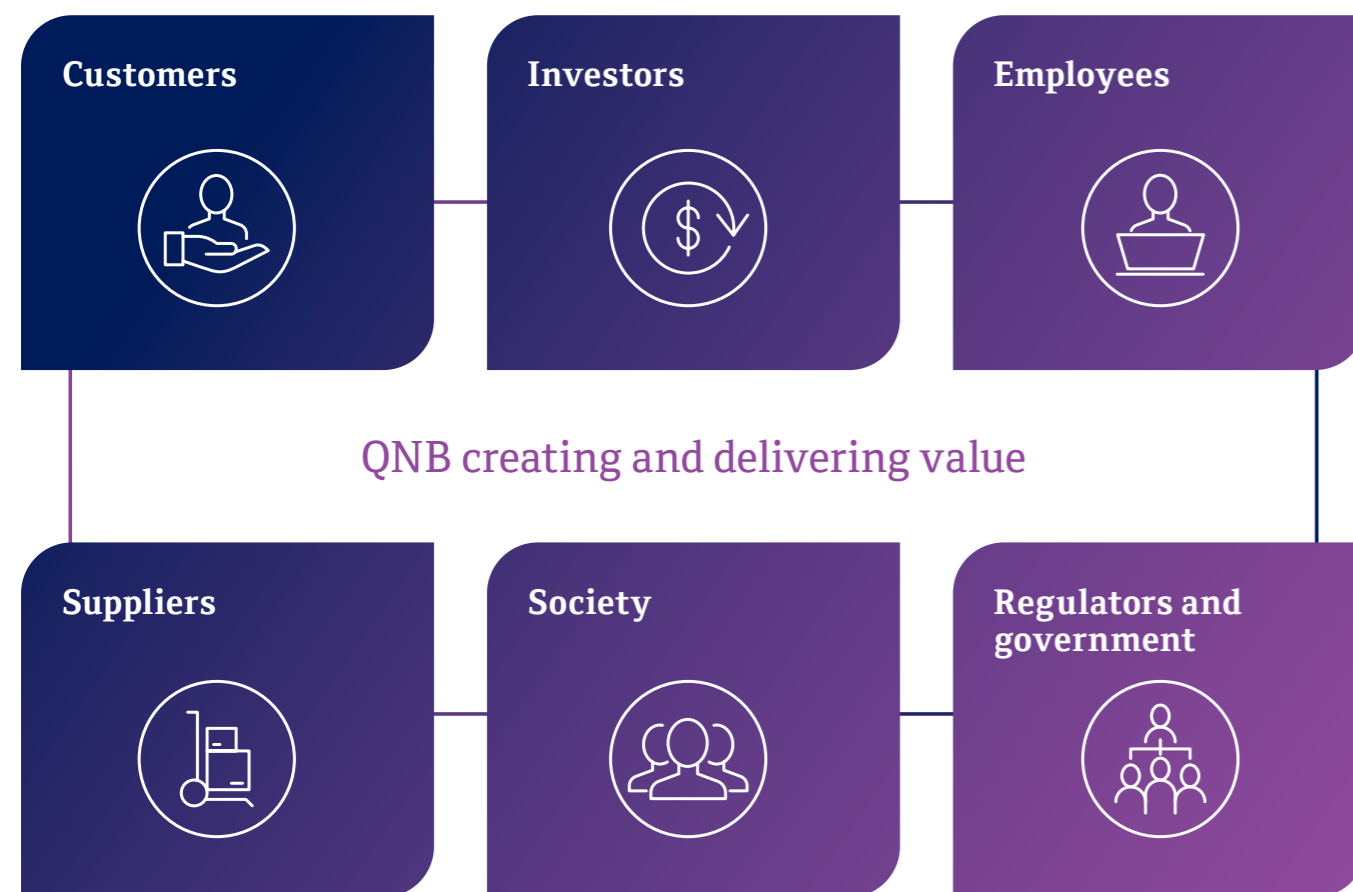 Customers
Investors
Employees
QNB creating and delivering value
Suppliers
Society
Regulators and
government